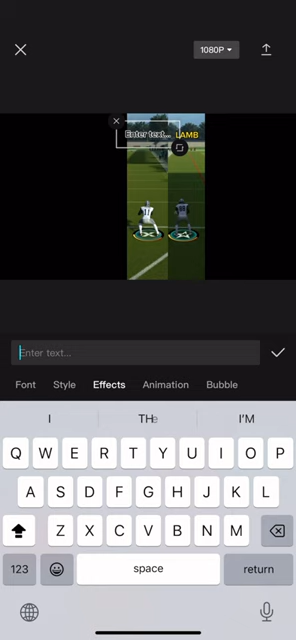 1080P
Enter text...
LAMB
Enter text...
Font Style Effects Animation Bubble
I THe I'M
Q W E R T Y U I O P
A S D F G H J K L
Z X C V B N M
123 space return